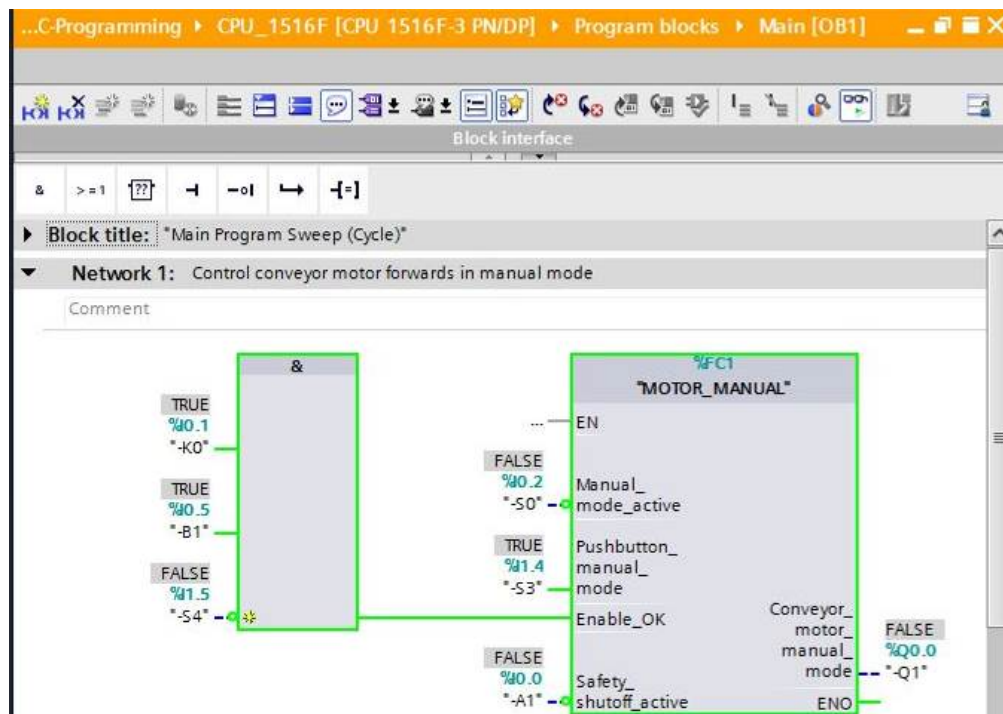 ...C-Programming ▸ CPU_1516F [CPU 1516F-3 PN/DP] ▸ Program blocks ▸ Main [OB1]
Block interface
& >=1 ??
Block title: "Main Program Sweep (Cycle)"
Network 1: Control conveyor motor forwards in manual mode
Comment
&
TRUE
%I0.1
"-K0"
TRUE
%I0.5
"-B1"
FALSE
%I1.5
"-S4"
%FC1
"MOTOR_MANUAL"
... EN
FALSE
%I0.2
"-S0"
Manual_
mode_active
TRUE
%I1.4
"-S3"
Pushbutton_
manual_
mode
Enable_OK
FALSE
%I0.0
"-A1"
Safety_
shutoff_active
Conveyor_
motor_
manual_
mode
FALSE
%Q0.0
"-Q1"
ENO